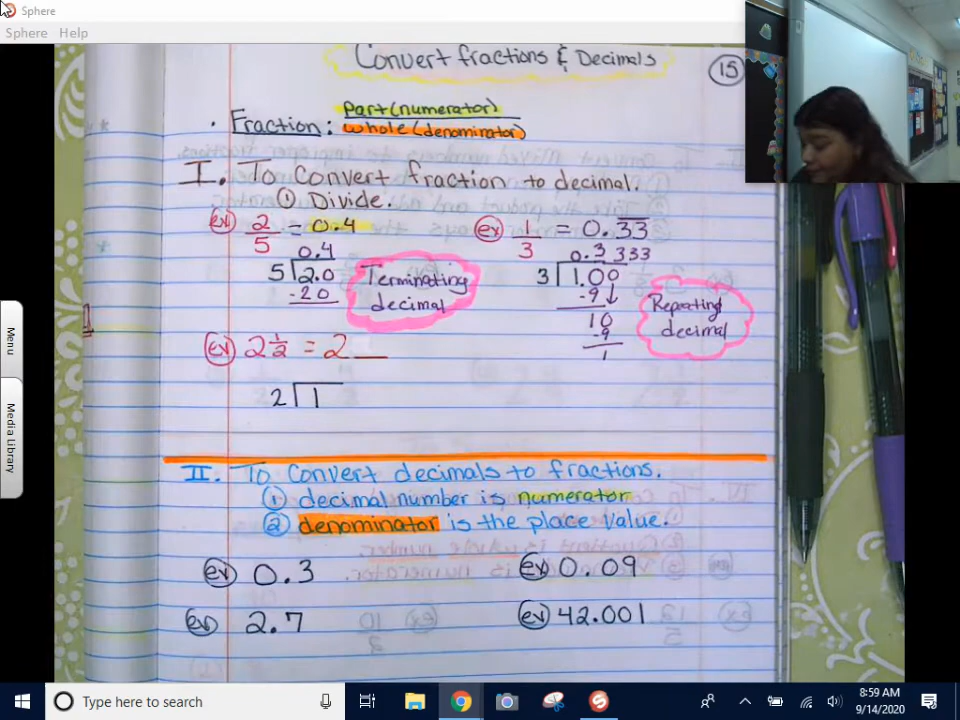 Sphere
Sphere Help
Convert fractions & Decimals
15
· Fraction: part (numerator)
whole (denominator)
I. To Convert fraction to decimal.
① Divide.
ex 2/5 = 0.4
0.4
5 2.0
-20
Terminating
decimal
ex 1/3 = 0.33
0.3 333
3 1.00
-9
10
-9
1
Repeating
decimal
ex 2 1/2 = 2 __
2 1
II. To Convert decimals to fractions.
① decimal number is numerator
② denominator is the place value.
ex 0.3
ex 0.09
ex 2.7
ex 42.001
Menu
Media Library
Type here to search
8:59 AM
9/14/2020